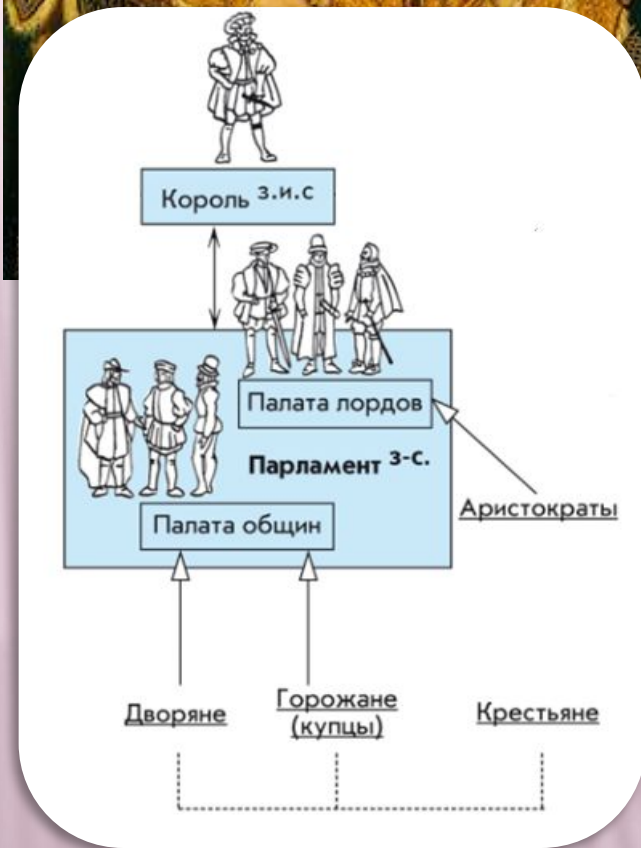 Король з.и.с
Палата лордов
Парламент з-с.
Аристократы
Палата общин
Дворяне
Горожане
(купцы)
Крестьяне